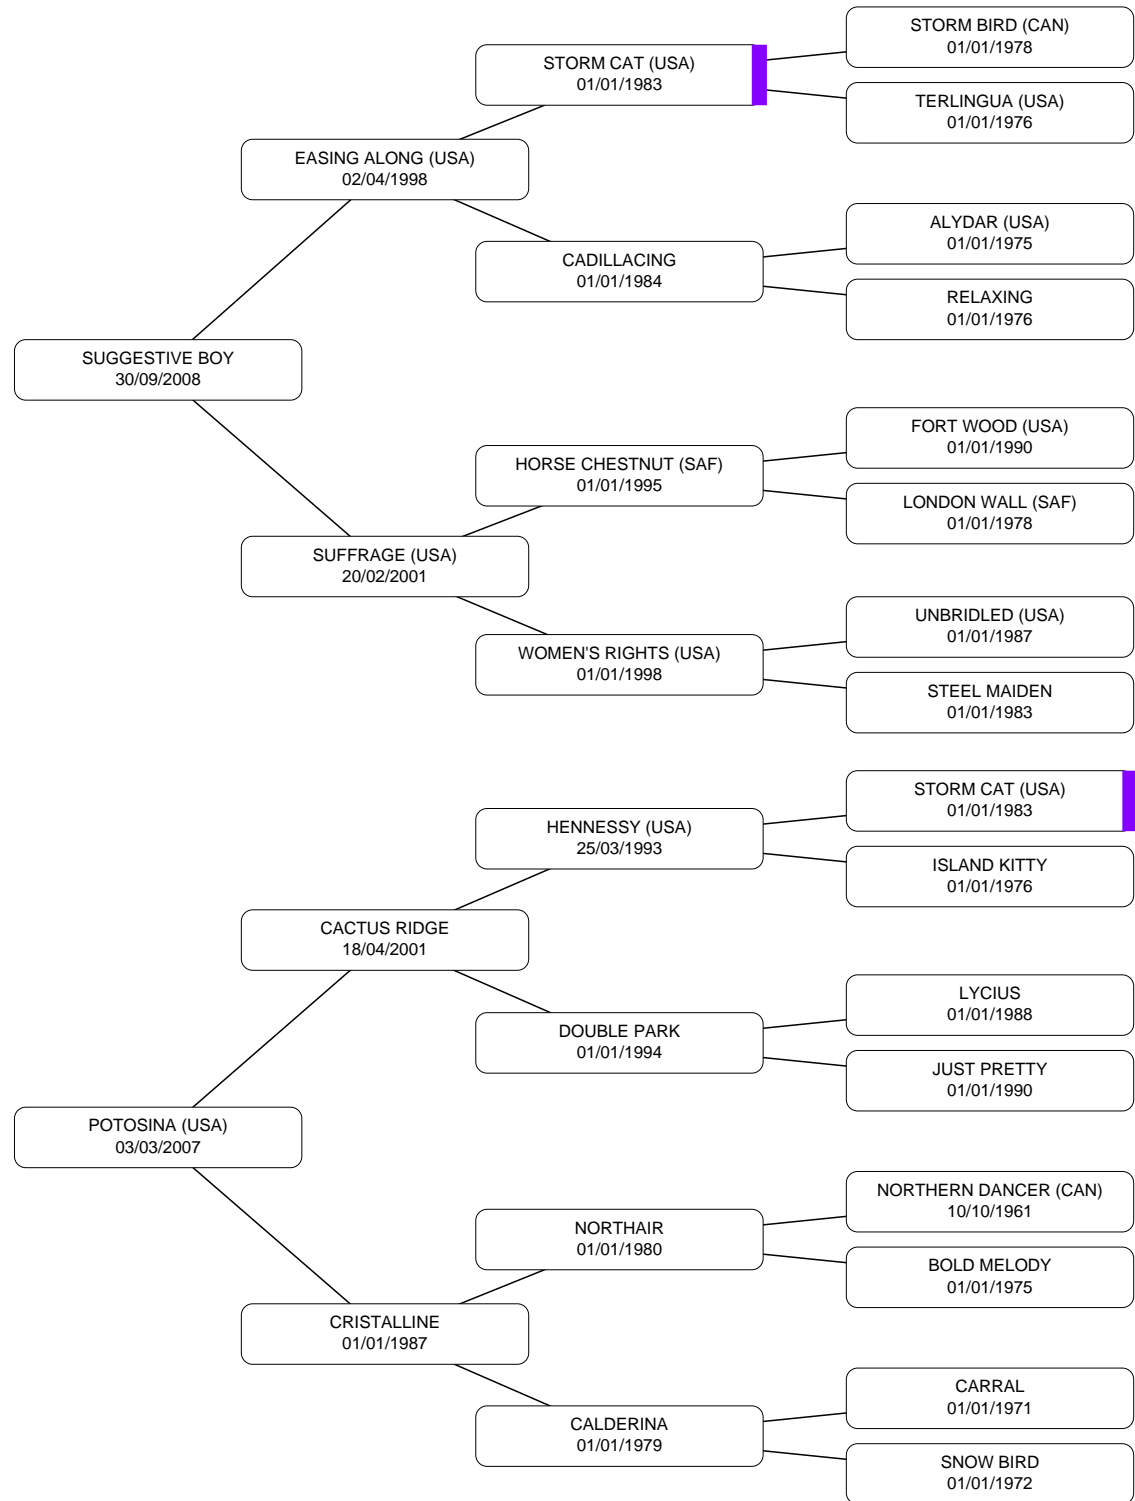 STORM BIRD (CAN)
01/01/1978
STORM CAT (USA)
01/01/1983
TERLINGUA (USA)
01/01/1976
EASING ALONG (USA)
02/04/1998
ALYDAR (USA)
01/01/1975
CADILLACING
01/01/1984
RELAXING
01/01/1976
SUGGESTIVE BOY
30/09/2008
FORT WOOD (USA)
01/01/1990
HORSE CHESTNUT (SAF)
01/01/1995
LONDON WALL (SAF)
01/01/1978
SUFFRAGE (USA)
20/02/2001
UNBRIDLED (USA)
01/01/1987
WOMEN'S RIGHTS (USA)
01/01/1998
STEEL MAIDEN
01/01/1983
STORM CAT (USA)
01/01/1983
HENNESSY (USA)
25/03/1993
ISLAND KITTY
01/01/1976
CACTUS RIDGE
18/04/2001
LYCIUS
01/01/1988
DOUBLE PARK
01/01/1994
JUST PRETTY
01/01/1990
POTOSINA (USA)
03/03/2007
NORTHERN DANCER (CAN)
10/10/1961
NORTHAIR
01/01/1980
BOLD MELODY
01/01/1975
CRISTALLINE
01/01/1987
CARRAL
01/01/1971
CALDERINA
01/01/1979
SNOW BIRD
01/01/1972